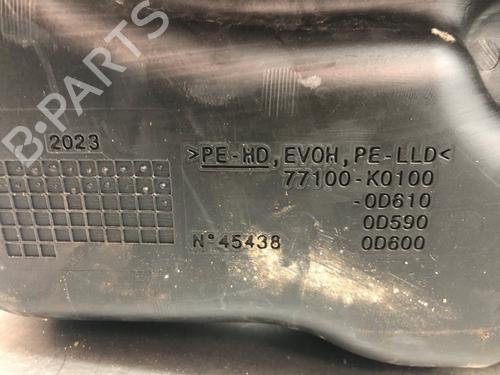 B-PARTS
2023
>PE-HD, EVOH, PE-LLD<
77100-K0100
-0D610
0D590
N° 45438 0D600